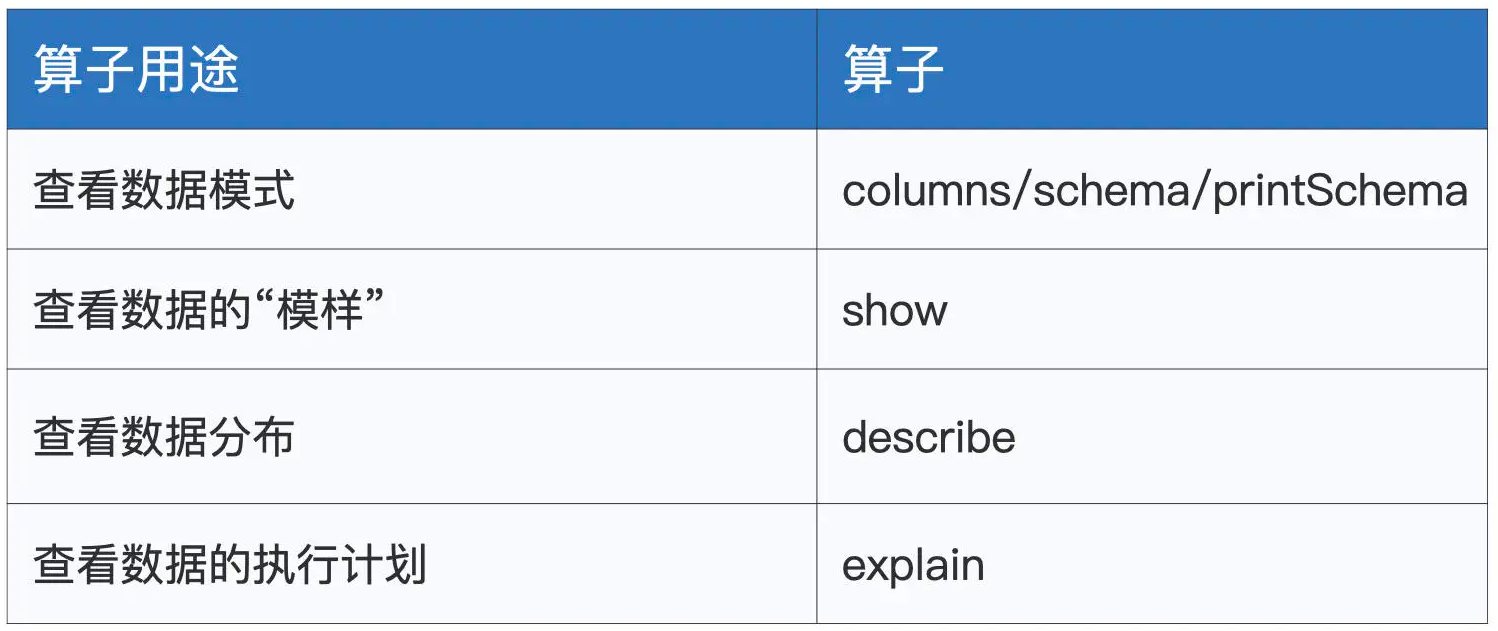 算子用途
算子
查看数据模式
columns/schema/printSchema
查看数据的“模样”
show
查看数据分布
describe
查看数据的执行计划
explain